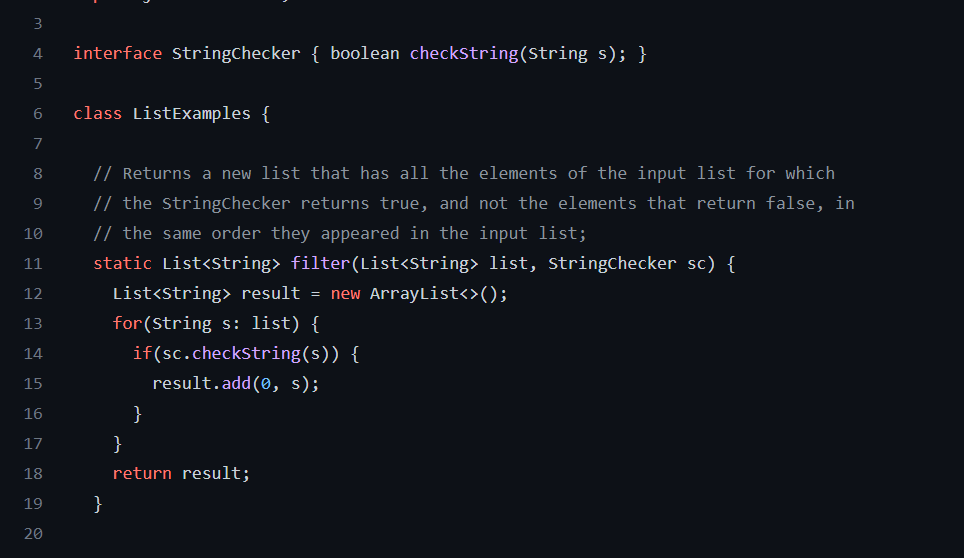 3
4 interface StringChecker { boolean checkString(String s); }
5
6 class ListExamples {
7
8 // Returns a new list that has all the elements of the input list for which
9 // the StringChecker returns true, and not the elements that return false, in
10 // the same order they appeared in the input list;
11 static List<String> filter(List<String> list, StringChecker sc) {
12 List<String> result = new ArrayList<>();
13 for(String s: list) {
14 if(sc.checkString(s)) {
15 result.add(0, s);
16 }
17 }
18 return result;
19 }
20